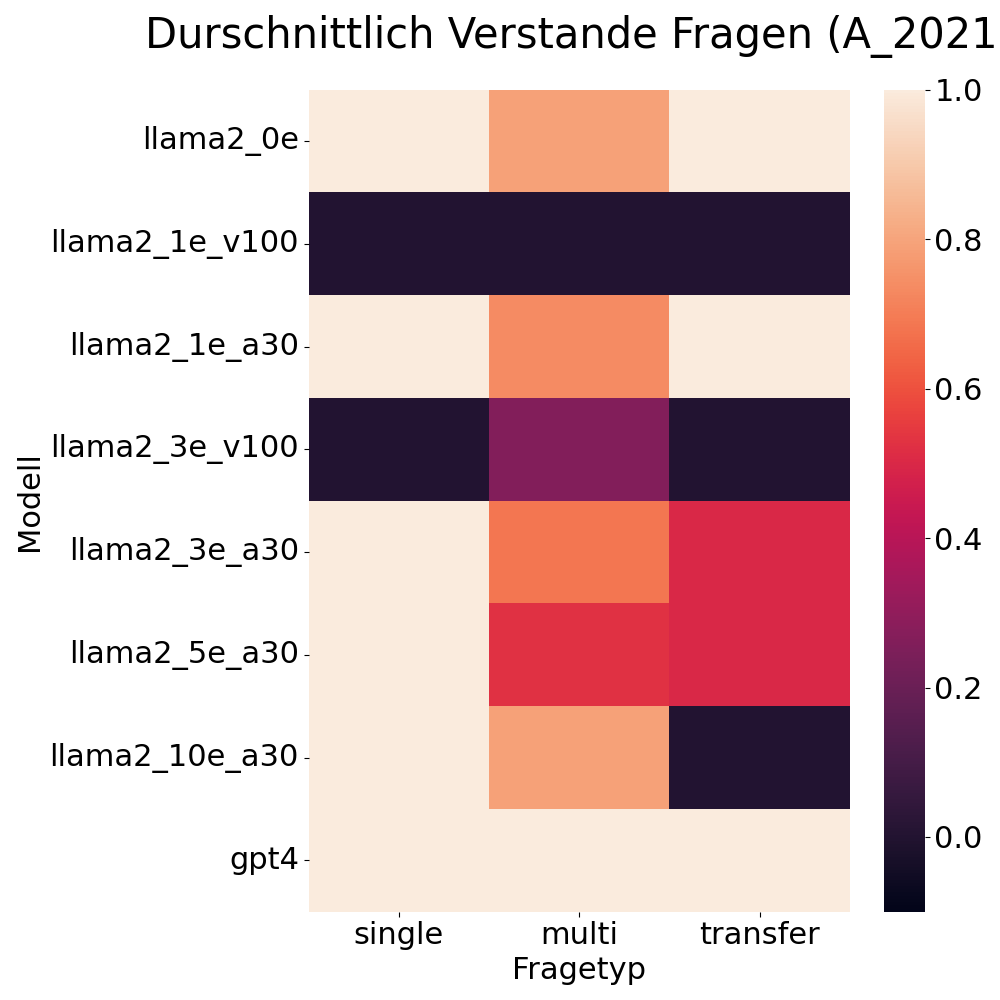 Durschnittlich Verstande Fragen (A_2021
llama2_0e
llama2_1e_v100
llama2_1e_a30
llama2_3e_v100
llama2_3e_a30
llama2_5e_a30
llama2_10e_a30
gpt4
Modell
single multi transfer
Fragetyp
1.0
0.8
0.6
0.4
0.2
0.0